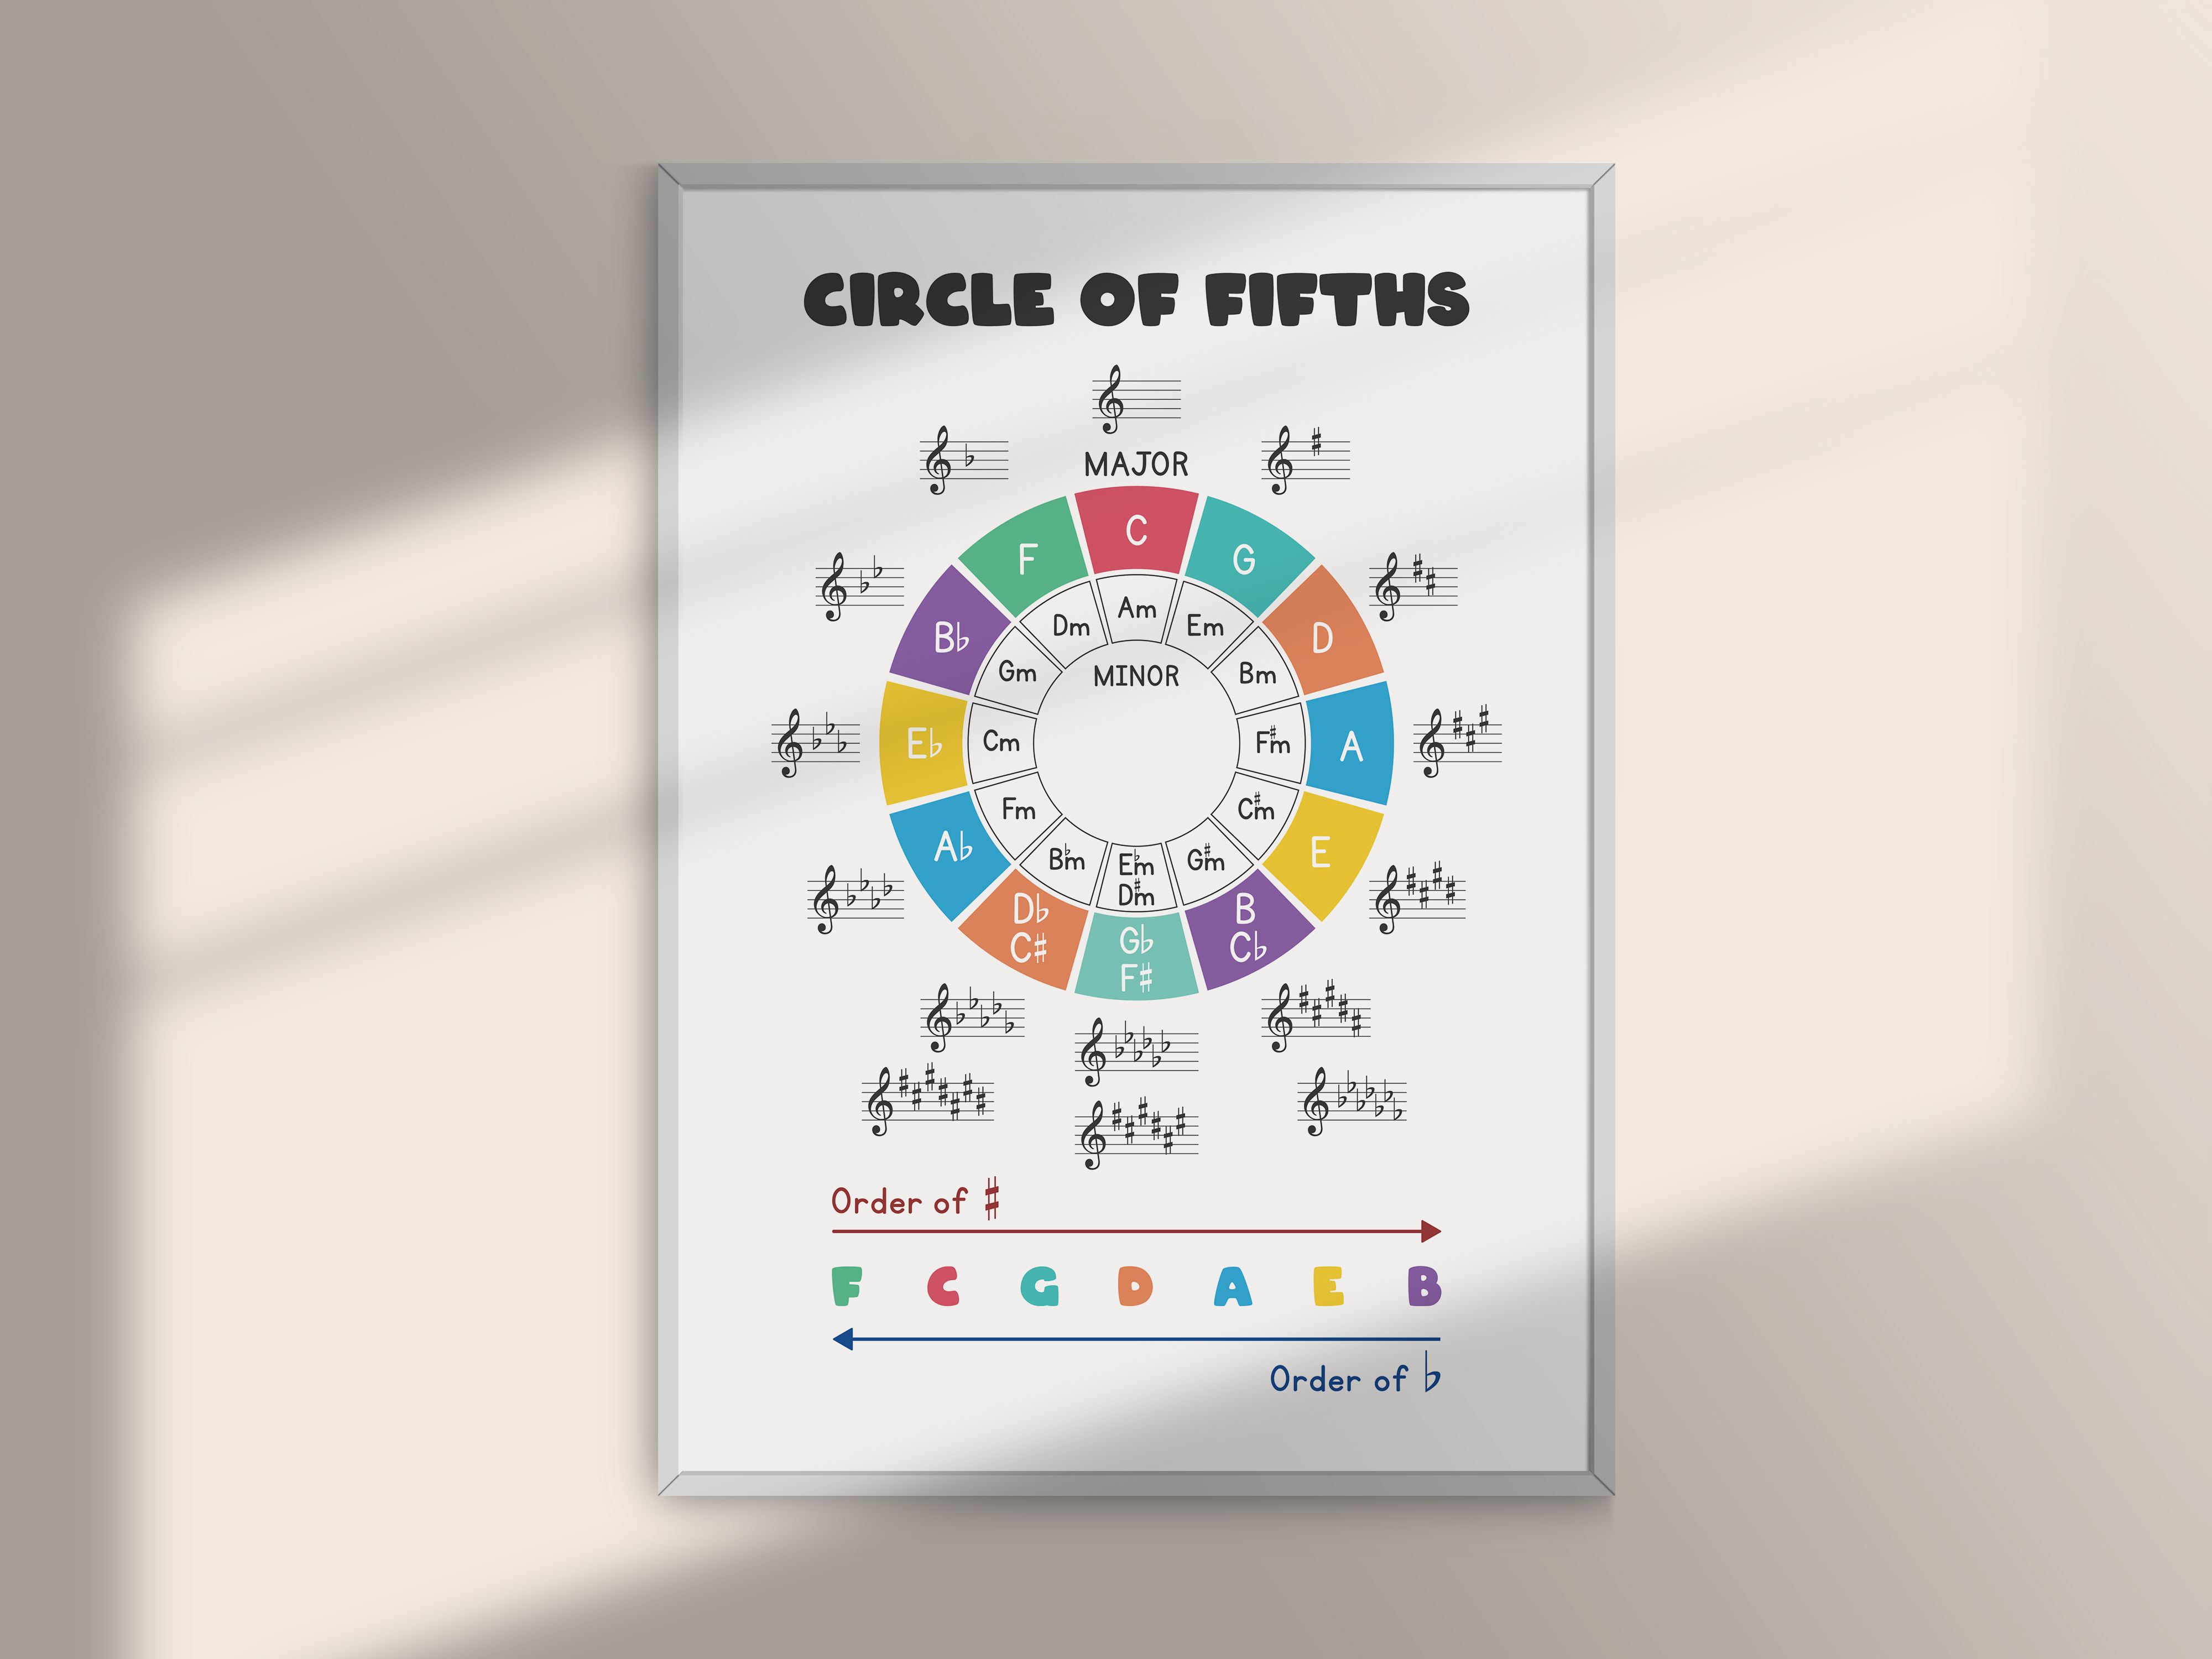 CIRCLE OF FIFTHS
MAJOR
C
G
D
A
E
B
C♭
G♭
F♯
D♭
C♯
A♭
E♭
B♭
F
Am
Em
Bm
F♯m
C♯m
G♯m
E♭m
D♯m
B♭m
Fm
Cm
Gm
Dm
MINOR
Order of ♯
F C G D A E B
Order of ♭